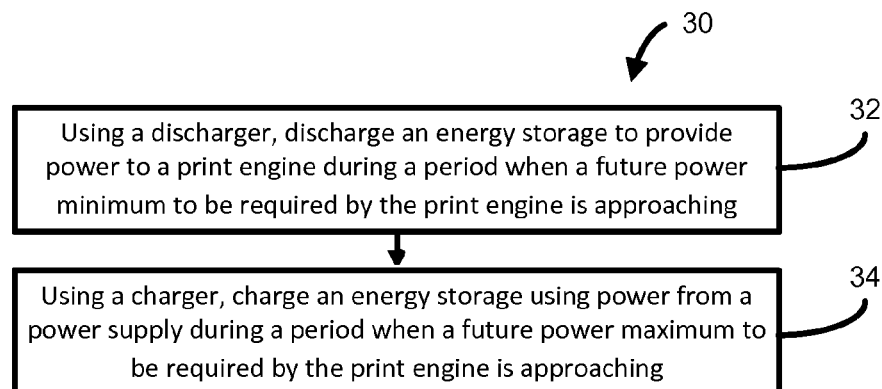 30
Using a discharger, discharge an energy storage to provide
power to a print engine during a period when a future power
minimum to be required by the print engine is approaching
32
Using a charger, charge an energy storage using power from a
power supply during a period when a future power maximum to
be required by the print engine is approaching
34